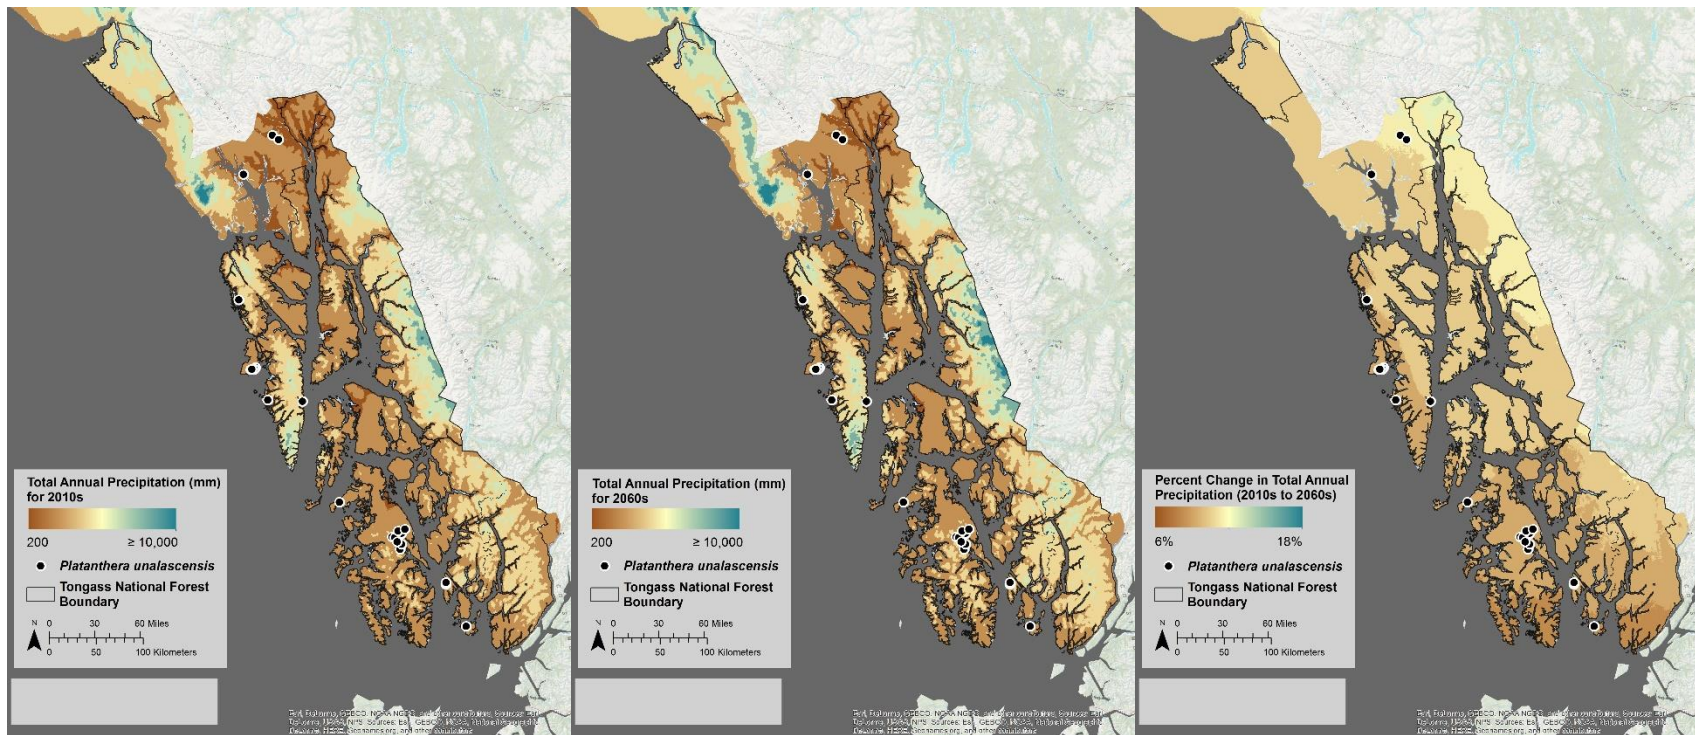 Total Annual Precipitation (mm)
for 2010s
200
≥ 10,000
Platanthera unalascensis
Tongass National Forest
Boundary
N
0 30 60 Miles
0 50 100 Kilometers
Total Annual Precipitation (mm)
for 2060s
200
≥ 10,000
Platanthera unalascensis
Tongass National Forest
Boundary
N
0 30 60 Miles
0 50 100 Kilometers
Percent Change in Total Annual
Precipitation (2010s to 2060s)
6%
18%
Platanthera unalascensis
Tongass National Forest
Boundary
N
0 30 60 Miles
0 50 100 Kilometers